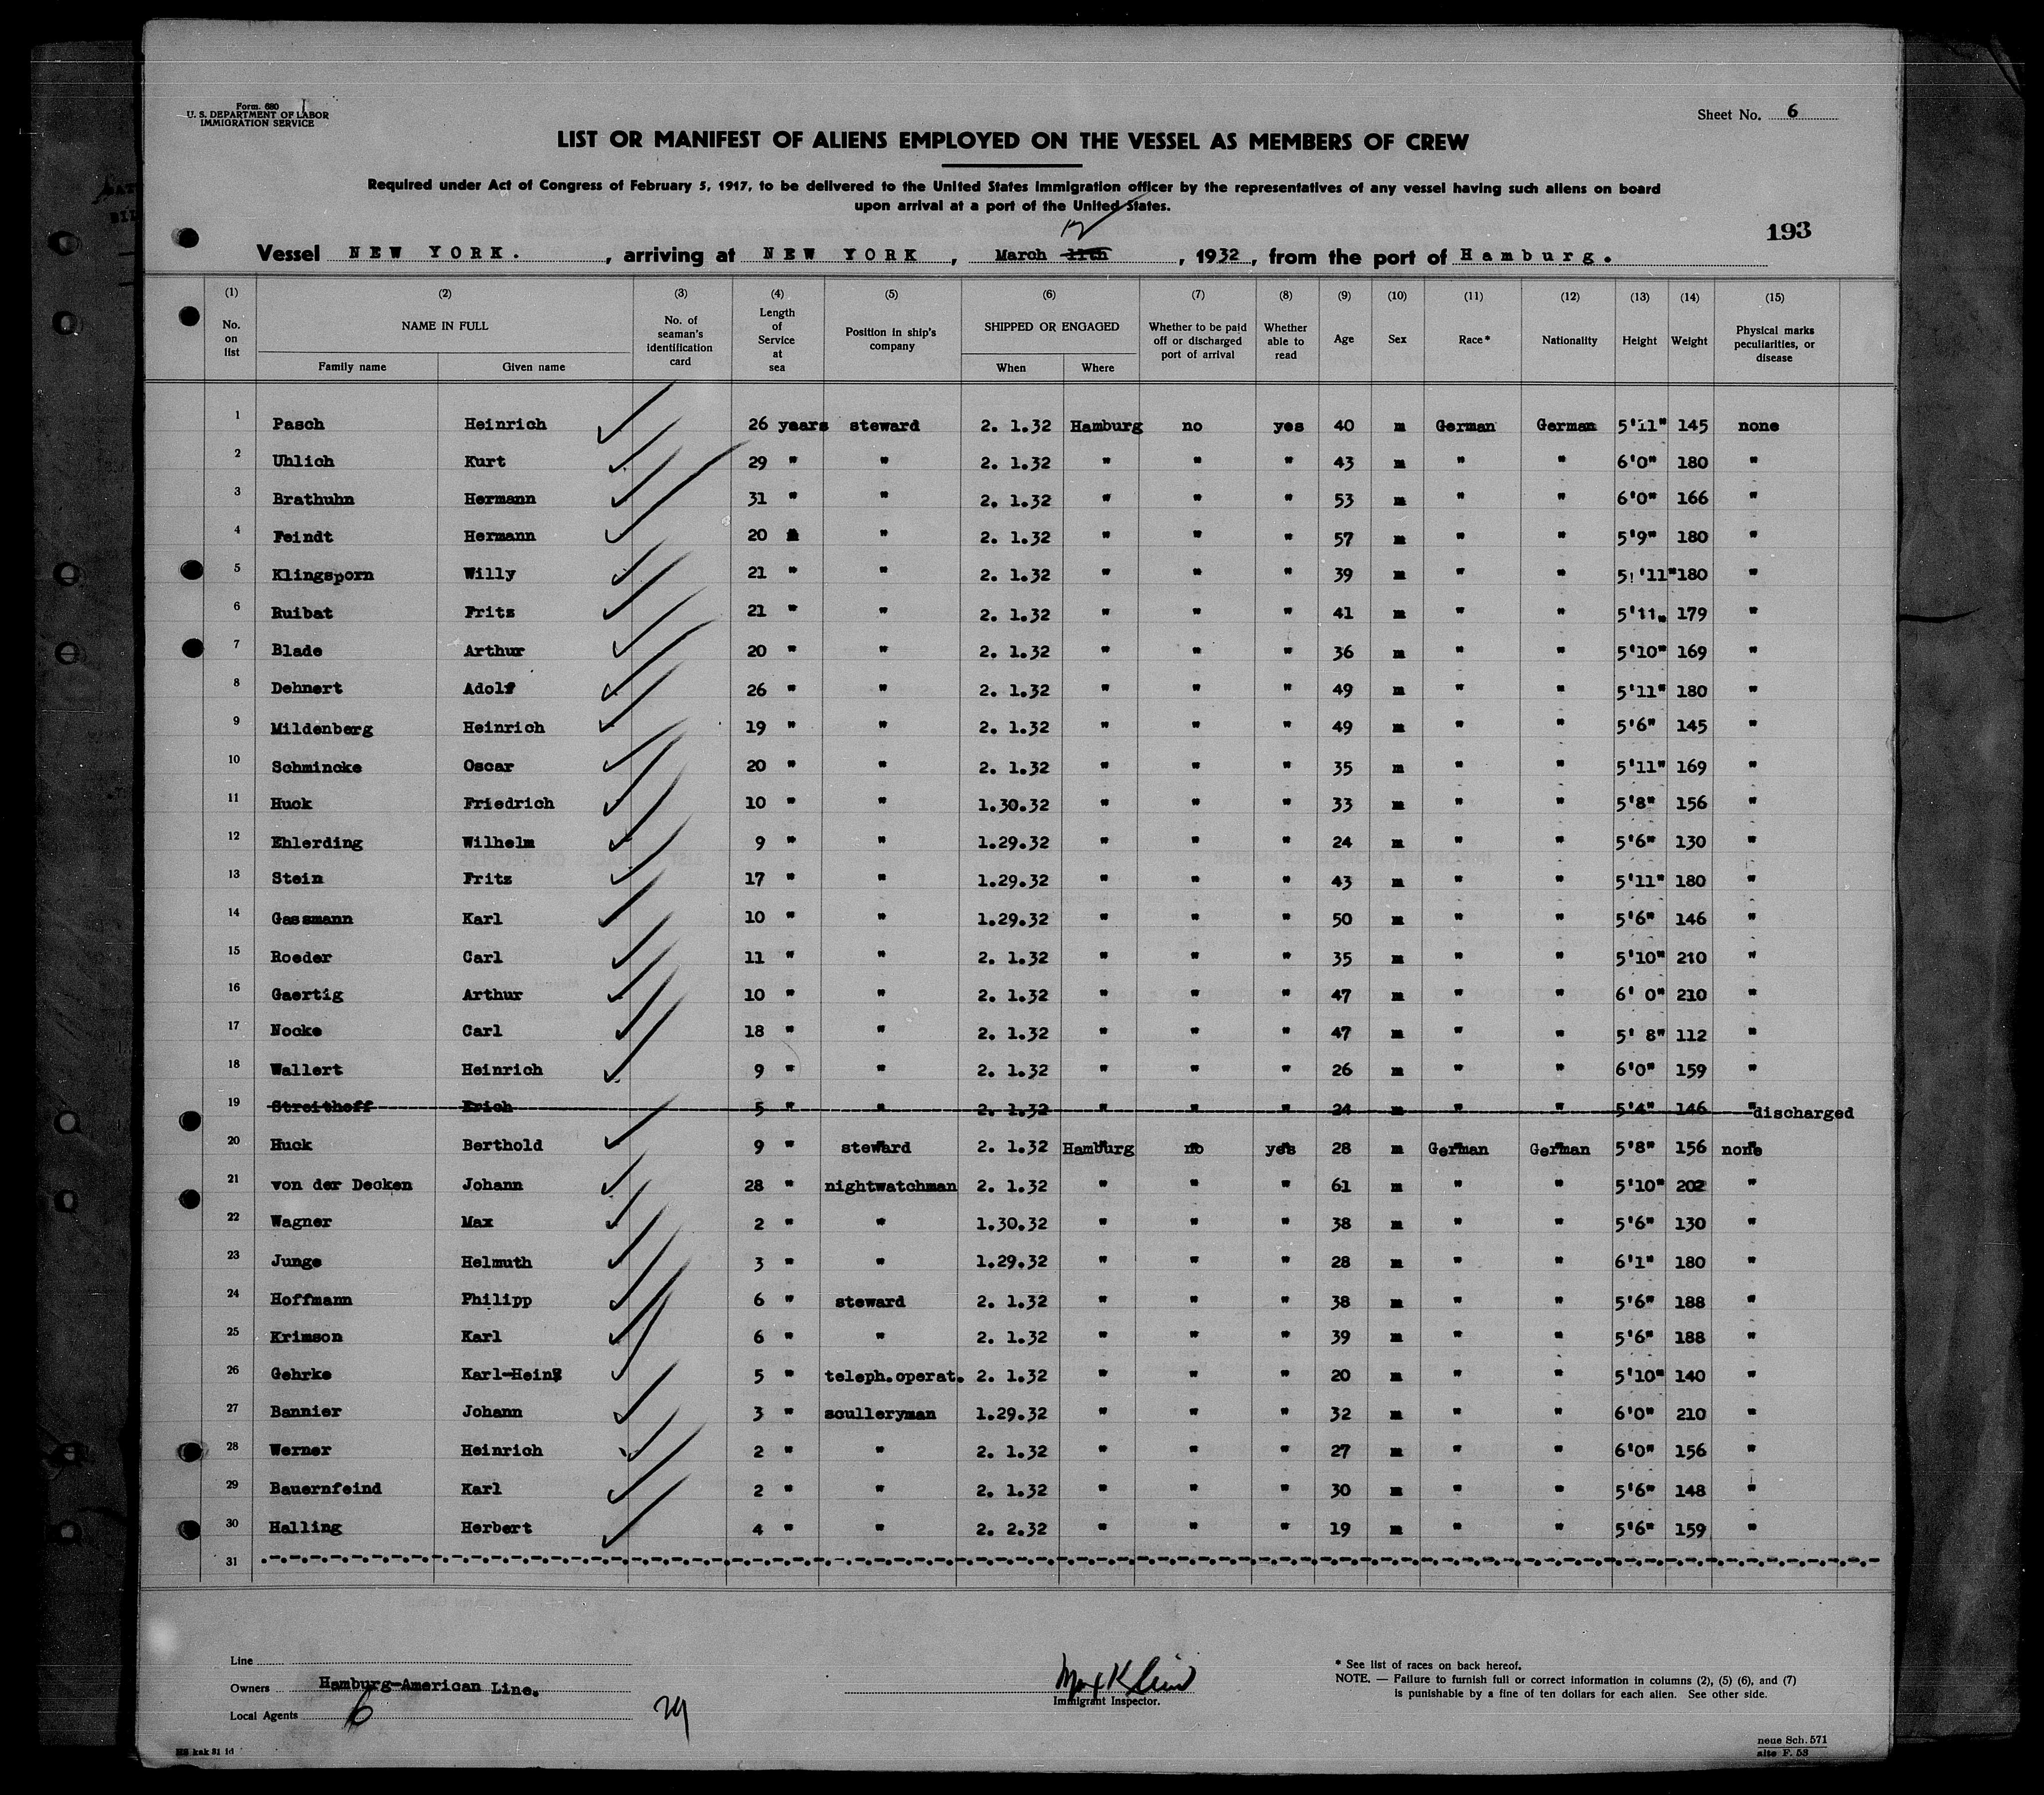 Form. 680
U. S. DEPARTMENT OF LABOR
IMMIGRATION SERVICE
Sheet No. 6
LIST OR MANIFEST OF ALIENS EMPLOYED ON THE VESSEL AS MEMBERS OF CREW
Required under Act of Congress of February 5, 1917, to be delivered to the United States Immigration officer by the representatives of any vessel having such aliens on board
upon arrival at a port of the United States.
193
12
Vessel NEW YORK. , arriving at NEW YORK , March 11th , 1932 , from the port of Hamburg.
(1) (2) (3) (4) (5) (6) (7) (8) (9) (10) (11) (12) (13) (14) (15)
No. on list NAME IN FULL Family name Given name No. of seaman's identification card Length of Service at sea Position in ship's company SHIPPED OR ENGAGED When Where Whether to be paid off or discharged port of arrival Whether able to read Age Sex Race* Nationality Height Weight Physical marks peculiarities, or disease
1 Pasch Heinrich 26 years steward 2. 1.32 Hamburg no yes 40 m German German 5'11" 145 none
2 Uhlich Kurt 29 " " 2. 1.32 " " " 43 m " " 6'0" 180 "
3 Brathuhn Hermann 31 " " 2. 1.32 " " " 53 m " " 6'0" 166 "
4 Feindt Hermann 20 " " 2. 1.32 " " " 57 m " " 5'9" 180 "
5 Klingsporn Willy 21 " " 2. 1.32 " " " 39 m " " 5!'11" 180 "
6 Ruibat Fritz 21 " " 2. 1.32 " " " 41 m " " 5'11" 179 "
7 Blade Arthur 20 " " 2. 1.32 " " " 36 m " " 5'10" 169 "
8 Dehnert Adolf 26 " " 2. 1.32 " " " 49 m " " 5'11" 180 "
9 Mildenberg Heinrich 19 " " 2. 1.32 " " " 49 m " " 5'6" 145 "
10 Schmincke Oscar 20 " " 2. 1.32 " " " 35 m " " 5'11" 169 "
11 Huck Friedrich 10 " " 1.30.32 " " " 33 m " " 5'8" 156 "
12 Ehlerding Wilhelm 9 " " 1.29.32 " " " 24 m " " 5'6" 130 "
13 Stein Fritz 17 " " 1.29.32 " " " 43 m " " 5'11" 180 "
14 Gassmann Karl 10 " " 1.29.32 " " " 50 m " " 5'6" 146 "
15 Roeder Carl 11 " " 2. 1.32 " " " 35 m " " 5'10" 210 "
16 Gaertig Arthur 10 " " 2. 1.32 " " " 47 m " " 6' 0" 210 "
17 Nocke Carl 18 " " 2. 1.32 " " " 47 m " " 5' 8" 112 "
18 Wallert Heinrich 9 " " 2. 1.32 " " " 26 m " " 6'0" 159 "
19 Streithoff Erich 5 " " 2. 1.32 " " " 24 m " " 5'4" 146 " discharged
20 Huck Berthold 9 " steward 2. 1.32 Hamburg no yes 28 m German German 5'8" 156 none
21 von der Decken Johann 28 " nightwatchman 2. 1.32 " " " 61 m " " 5'10" 202 "
22 Wagner Max 2 " " 1.30.32 " " " 38 m " " 5'6" 130 "
23 Junge Helmuth 3 " " 1.29.32 " " " 28 m " " 6'1" 180 "
24 Hoffmann Philipp 6 " steward 2. 1.32 " " " 38 m " " 5'6" 188 "
25 Krimson Karl 6 " " 2. 1.32 " " " 39 m " " 5'6" 188 "
26 Gehrke Karl-Heinz 5 " teleph.operat. 2. 1.32 " " " 20 m " " 5'10" 140 "
27 Bannier Johann 3 " sculleryman 1.29.32 " " " 32 m " " 6'0" 210 "
28 Werner Heinrich 2 " " 2. 1.32 " " " 27 m " " 6'0" 156 "
29 Bauernfeind Karl 2 " " 2. 1.32 " " " 30 m " " 5'6" 148 "
30 Halling Herbert 4 " " 2. 2.32 " " " 19 m " " 5'6" 159 "
31
Line
Owners Hamburg-American Line.
Local Agents 6
29
Immigrant Inspector.
* See list of races on back hereof.
NOTE. — Failure to furnish full or correct information in columns (2), (5) (6), and (7)
is punishable by a fine of ten dollars for each alien. See other side.
neue Sch. 571
alte F. 53